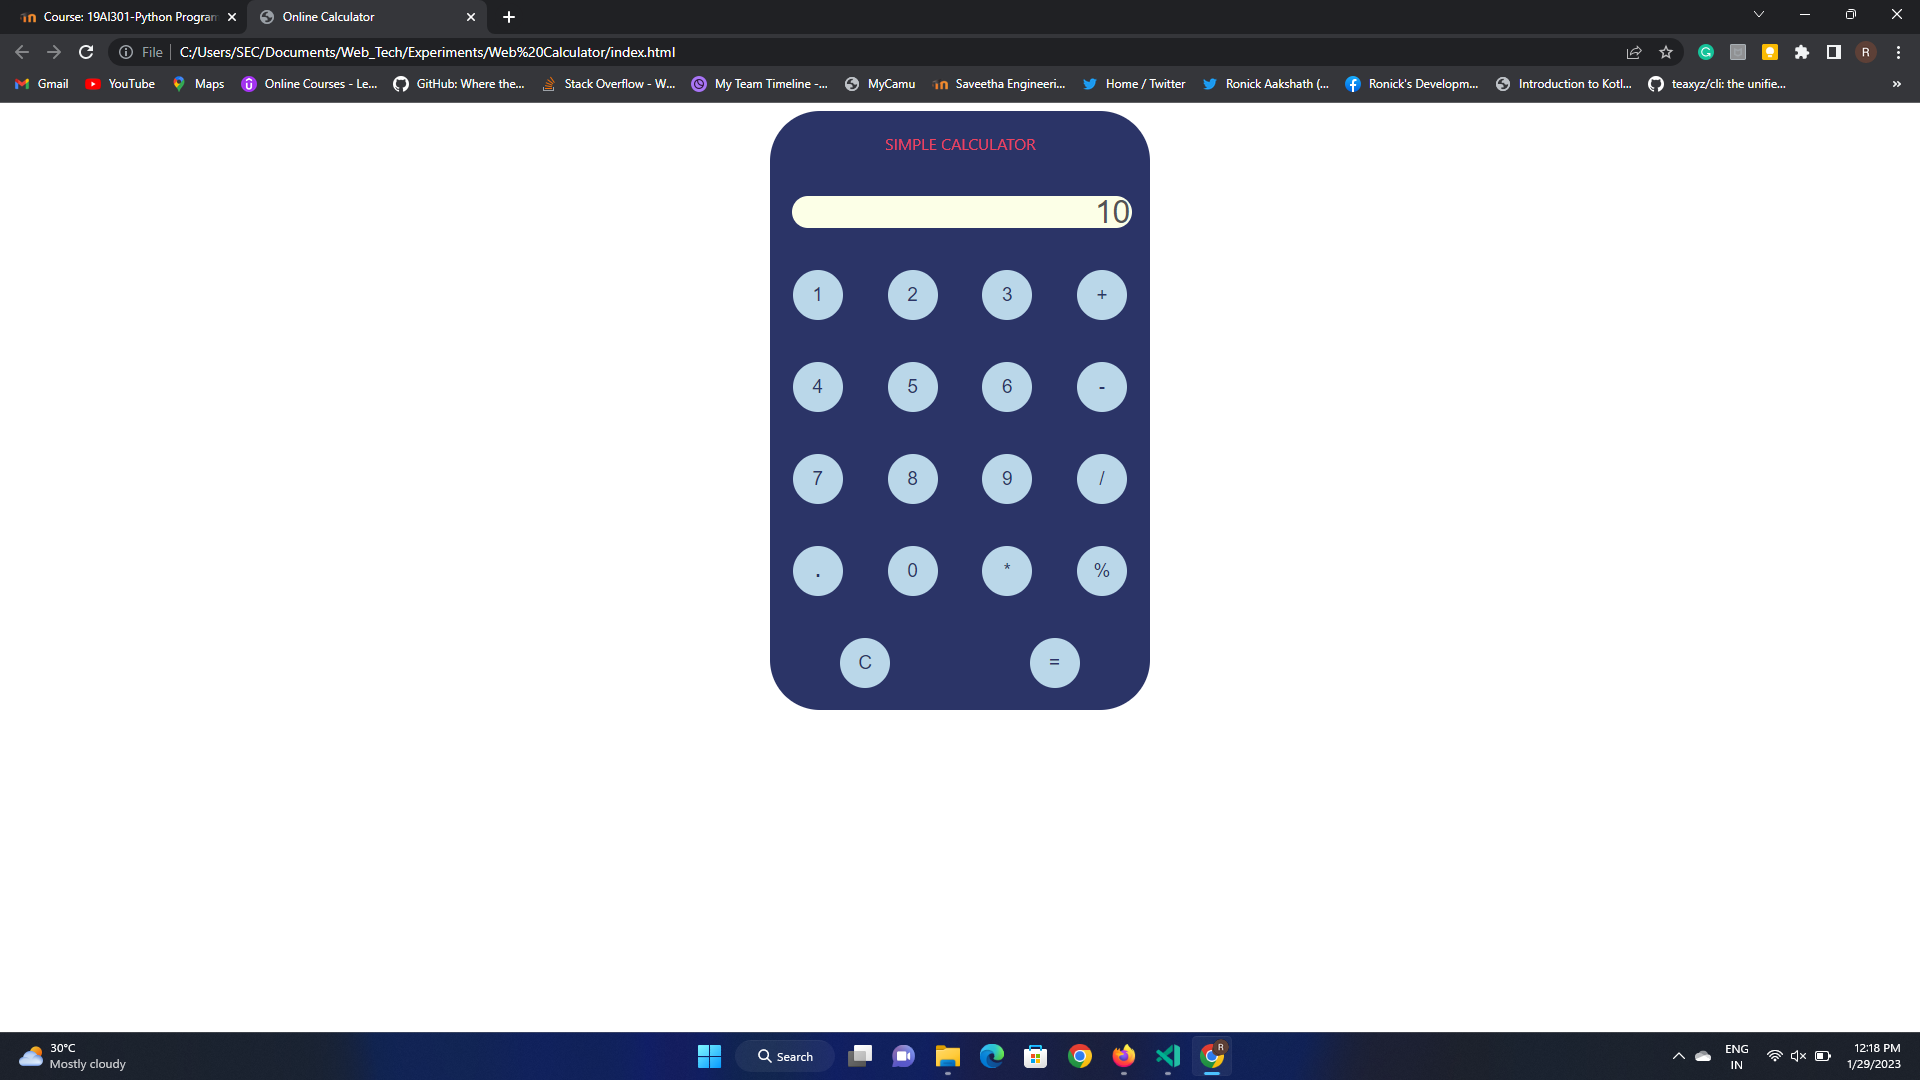 Course: 19AI301-Python Program
Online Calculator
File
C:/Users/SEC/Documents/Web_Tech/Experiments/Web%20Calculator/index.html
R
Gmail
YouTube
Maps
Online Courses - Le...
GitHub: Where the...
Stack Overflow - W...
My Team Timeline -...
MyCamu
Saveetha Engineeri...
Home / Twitter
Ronick Aakshath (...
Ronick's Developm...
Introduction to Kotl...
teaxyz/cli: the unifie...
»
SIMPLE CALCULATOR
10
1 2 3 +
4 5 6 -
7 8 9 /
. 0 * %
C =
30°C
Mostly cloudy
Search
R
ENG
IN
12:18 PM
1/29/2023